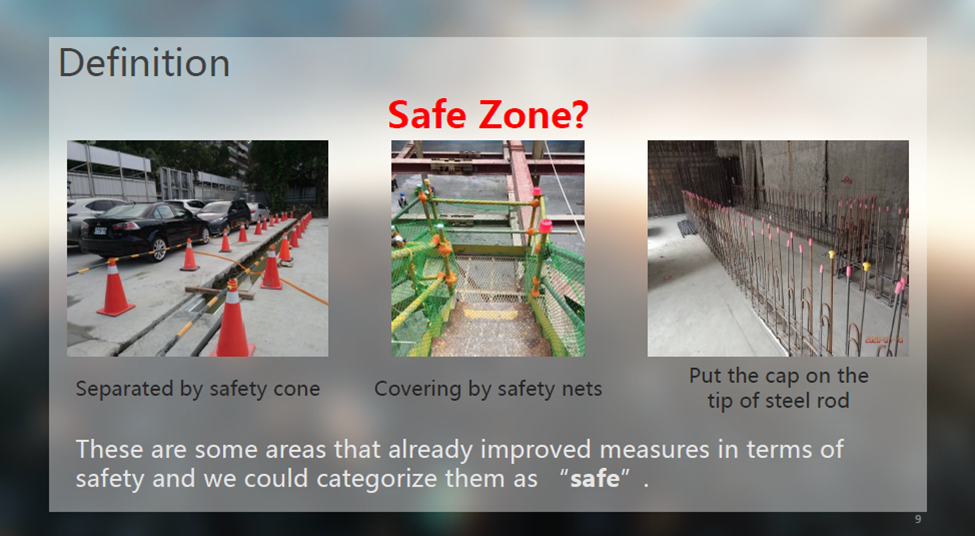 Definition
Safe Zone?
Separated by safety cone
Covering by safety nets
Put the cap on the
tip of steel rod
These are some areas that already improved measures in terms of
safety and we could categorize them as “safe”.
9